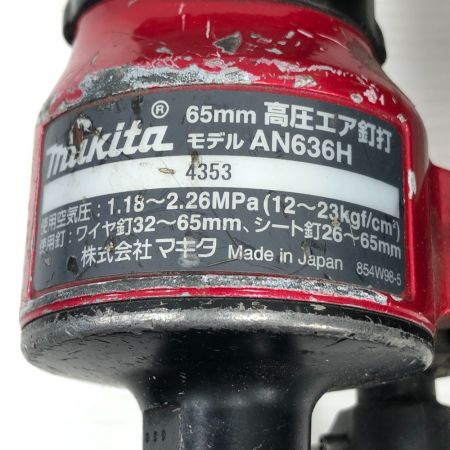 makita® 65mm 高圧エア釘打
モデル AN636H
4353
使用空気圧：1.18～2.26MPa(12～23kgf/cm²)
使用釘：ワイヤ釘32～65mm、シート釘26～65mm
株式会社マキタ Made in Japan 854W98-5